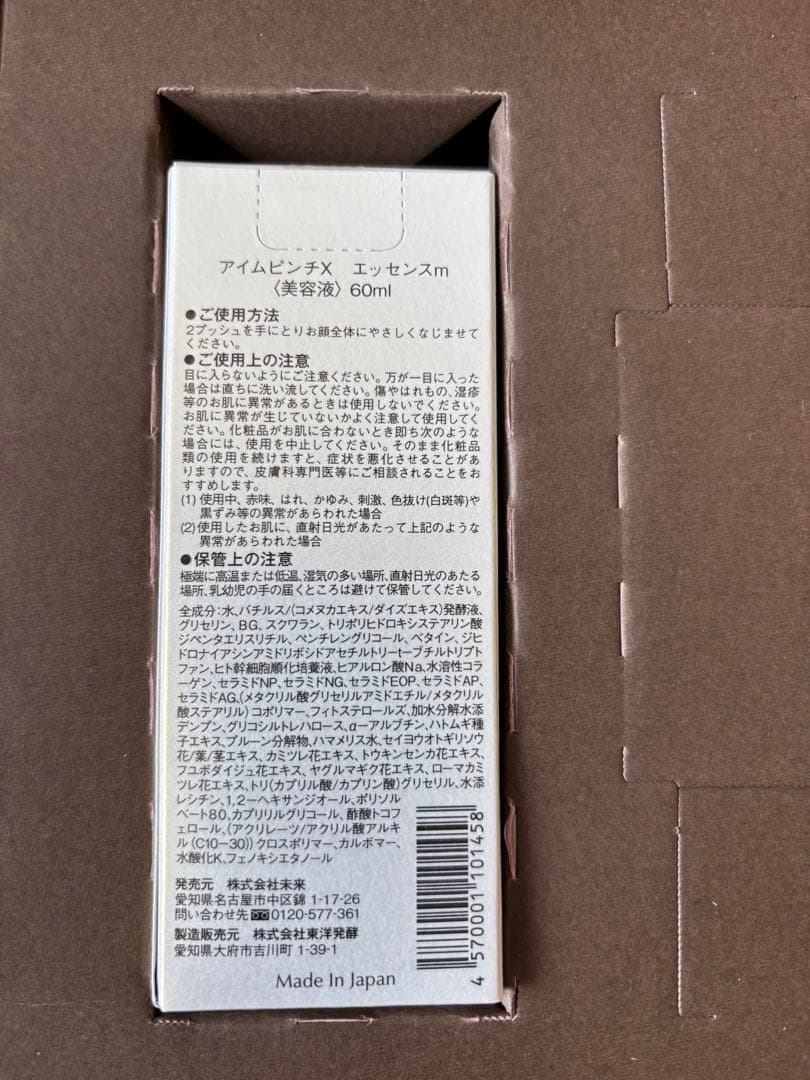 アイムピンチX　エッセンスm
〈美容液〉60ml
●ご使用方法
2プッシュを手にとりお顔全体にやさしくなじませて
ください。
●ご使用上の注意
目に入らないようにご注意ください。万が一目に入った
場合は直ちに洗い流してください。傷やはれもの、湿疹
等のお肌に異常があるときは使用しないでください。
お肌に異常が生じていないかよく注意して使用してく
ださい。化粧品がお肌に合わないとき即ち次のような
場合には、使用を中止してください。そのまま化粧品
類の使用を続けますと、症状を悪化させることがあ
りますので、皮膚科専門医等にご相談されることをお
すすめします。
(1) 使用中、赤味、はれ、かゆみ、刺激、色抜け(白斑等)や
黒ずみ等の異常があらわれた場合
(2)使用したお肌に、直射日光があたって上記のような
異常があらわれた場合
●保管上の注意
極端に高温または低温、湿気の多い場所、直射日光のあたる
場所、乳幼児の手の届くところは避けて保管してください。
全成分：水、バチルス/(コメヌカエキス/ダイズエキス)発酵液、
グリセリン、BG、スクワラン、トリポリヒドロキシステアリン酸
ジペンタエリスリチル、ペンチレングリコール、ベタイン、ジヒ
ドロナイアシンアミドリボシドアセチルトリーt−ブチルトリプト
ファン、ヒト幹細胞順化培養液、ヒアルロン酸Na、水溶性コラ
ーゲン、セラミドNP、セラミドNG、セラミドEOP、セラミドAP、
セラミドAG、(メタクリル酸グリセリルアミドエチル/メタクリル
酸ステアリル)コポリマー、フィトステロールズ、加水分解水添
デンプン、グリコシルトレハロース、α−アルブチン、ハトムギ種
子エキス、プルーン分解物、ハマメリス水、セイヨウオトギリソウ
花/葉/茎エキス、カミツレ花エキス、トウキンセンカ花エキス、
フユボダイジュ花エキス、ヤグルマギク花エキス、ローマカミ
ツレ花エキス、トリ(カプリル酸/カプリン酸)グリセリル、水添
レシチン、1,2−ヘキサンジオール、ポリソル
ベート80、カプリリルグリコール、酢酸トコフ
ェロール、(アクリレーツ/アクリル酸アルキ
ル(C10−30))クロスポリマー、カルボマー、
水酸化K、フェノキシエタノール
発売元　株式会社未来
愛知県名古屋市中区錦 1-17-26
問い合わせ先 0120-577-361
製造販売元　株式会社東洋発酵
愛知県大府市吉川町 1-39-1
Made In Japan
4 570001 101458